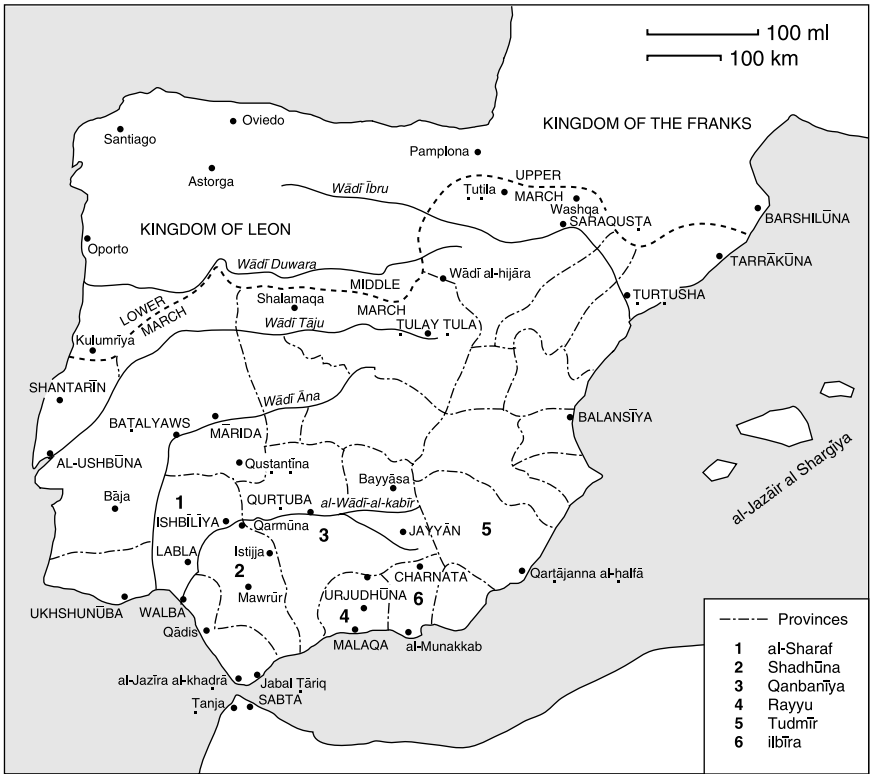 100 ml
100 km
Oviedo
Santiago
KINGDOM OF THE FRANKS
Pamplona
Astorga
UPPER
MARCH
Tutila
Wādī Ībru
Washqa
SARAQUSTA
BARSHILŪNA
KINGDOM OF LEON
Oporto
TARRĀKŪNA
Wādī Duwara
Wādī al-hijāra
MIDDLE
MARCH
TURTUSHA
Shalamaqa
LOWER
MARCH
Wādī Tāju
TULAY TULA
Kulumrīya
SHANTARĪN
Wādī Āna
BAṬALYAWS
MĀRIDA
BALANSĪYA
AL-USHBŪNA
Qustantīna
Bayyāsa
al-Jazāir al Shargīya
Bāja
1
QURTUBA
al-Wādī-al-kabīr
ISHBĪLĪYA
Qarmūna
3
JAYYĀN
5
LABLA
Istijja
2
CHARNATA
Qartājanna al-ḥalfā
Mawrūr
URJUDHŪNA
6
4
UKHSHUNŪBA
WALBA
Qādis
MALAQA
al-Munakkab
al-Jazīra al-khadrā
Jabal Tāriq
Tanja
SABTA
Provinces
1 al-Sharaf
2 Shadhūna
3 Qanbanīya
4 Rayyu
5 Tudmīr
6 ilbīra